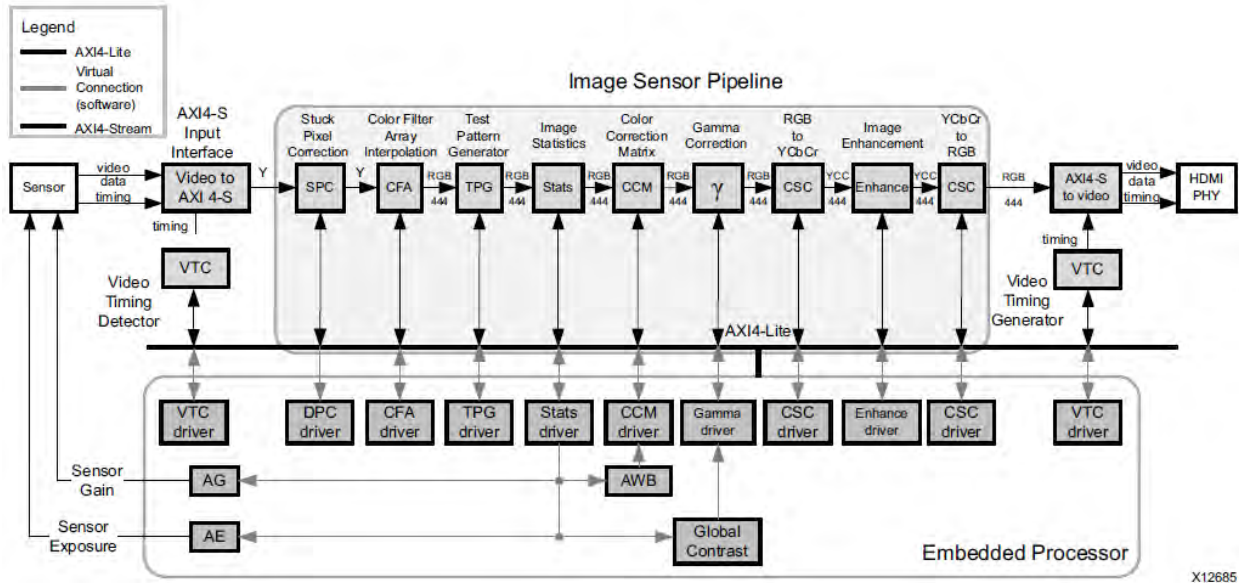 Legend
AXI4-Lite
Virtual
Connection
(software)
AXI4-Stream
Image Sensor Pipeline
AXI4-S
Input
Interface
Stuck
Pixel
Correction
Color Filter
Array
Interpolation
Test
Pattern
Generator
Image
Statistics
Color
Correction
Matrix
Gamma
Correction
RGB
to
YCbCr
Image
Enhancement
YCbCr
to
RGB
Sensor
video
data
timing
Video to
AXI 4-S
Y
SPC
Y
CFA
RGB
444
TPG
RGB
444
Stats
RGB
444
CCM
RGB
444
γ
RGB
444
CSC
YCC
444
Enhance
YCC
444
CSC
RGB
444
AXI4-S
to video
video
data
timing
HDMI
PHY
timing
VTC
Video
Timing
Detector
timing
VTC
Video
Timing
Generator
AXI4-Lite
VTC
driver
DPC
driver
CFA
driver
TPG
driver
Stats
driver
CCM
driver
Gamma
driver
CSC
driver
Enhance
driver
CSC
driver
VTC
driver
Sensor
Gain
AG
AWB
Sensor
Exposure
AE
Global
Contrast
Embedded Processor
X12685